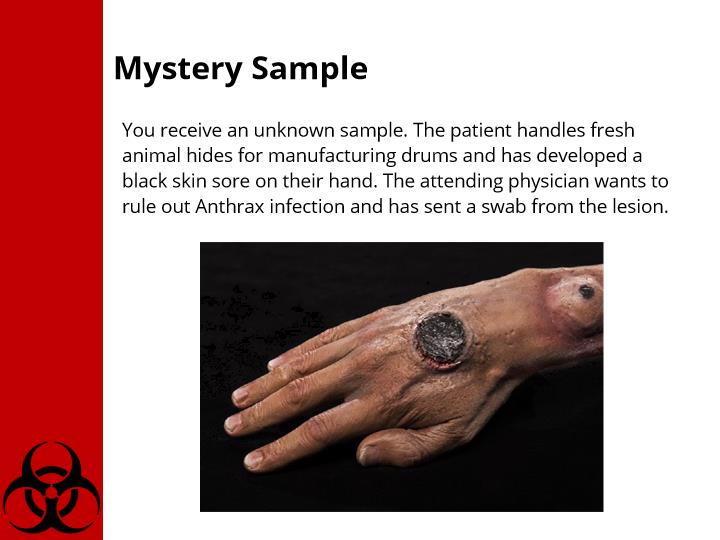 Mystery Sample
You receive an unknown sample. The patient handles fresh
animal hides for manufacturing drums and has developed a
black skin sore on their hand. The attending physician wants to
rule out Anthrax infection and has sent a swab from the lesion.